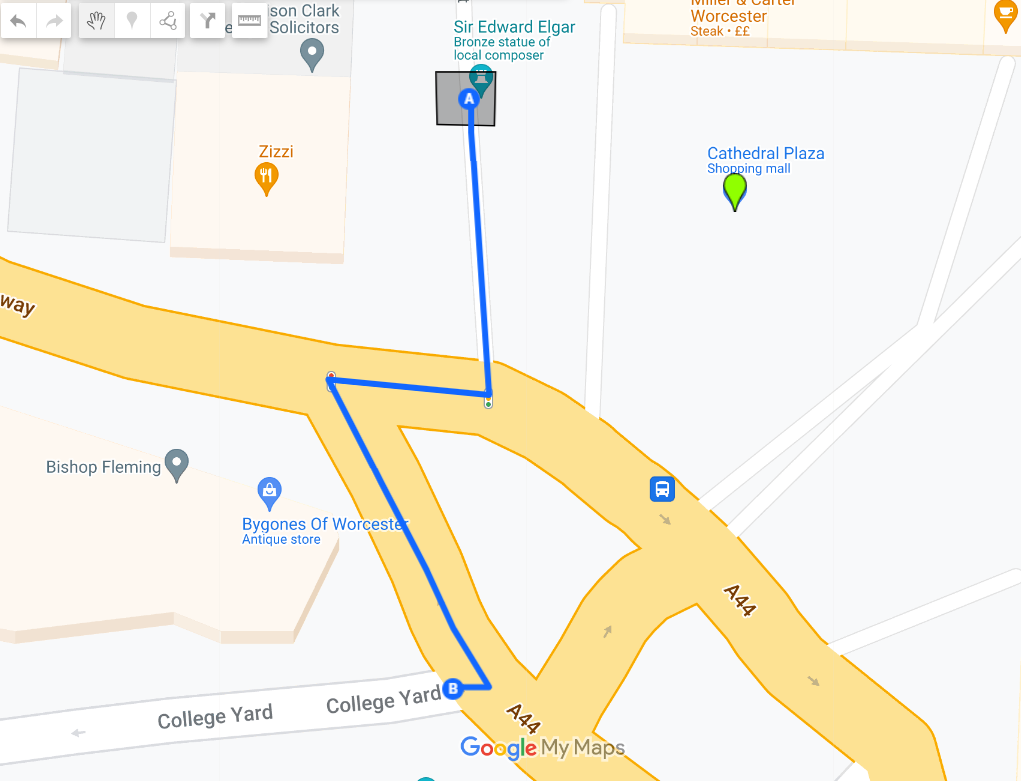 son Clark
Solicitors
Sir Edward Elgar
Bronze statue of
local composer
Miller & Carter
Worcester
Steak • ££
A
Zizzi
Cathedral Plaza
Shopping mall
way
Bishop Fleming
Bygones Of Worcester
Antique store
A44
B
College Yard
College Yard
A44
Google My Maps